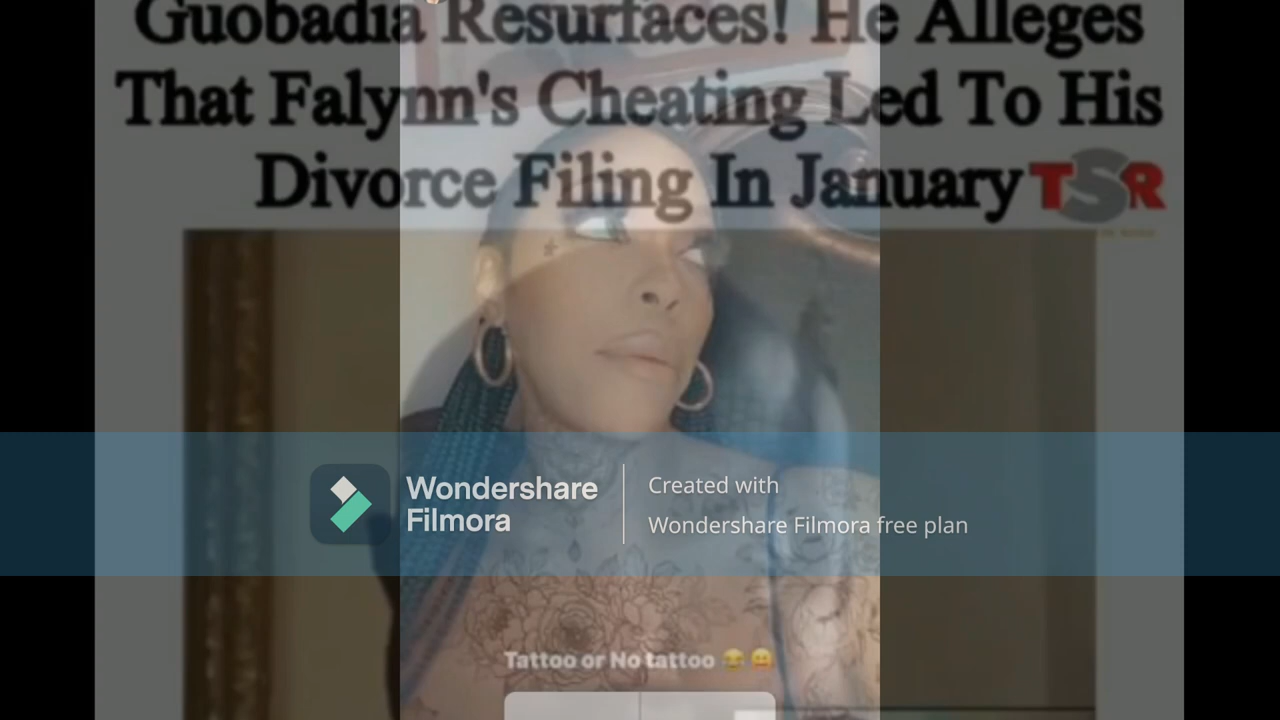 Guobadia Resurfaces! He Alleges
That Falynn's Cheating Led To His
Divorce Filing In January
TSR
Wondershare
Filmora
Created with
Wondershare Filmora free plan
Tattoo or No tattoo 😂😛